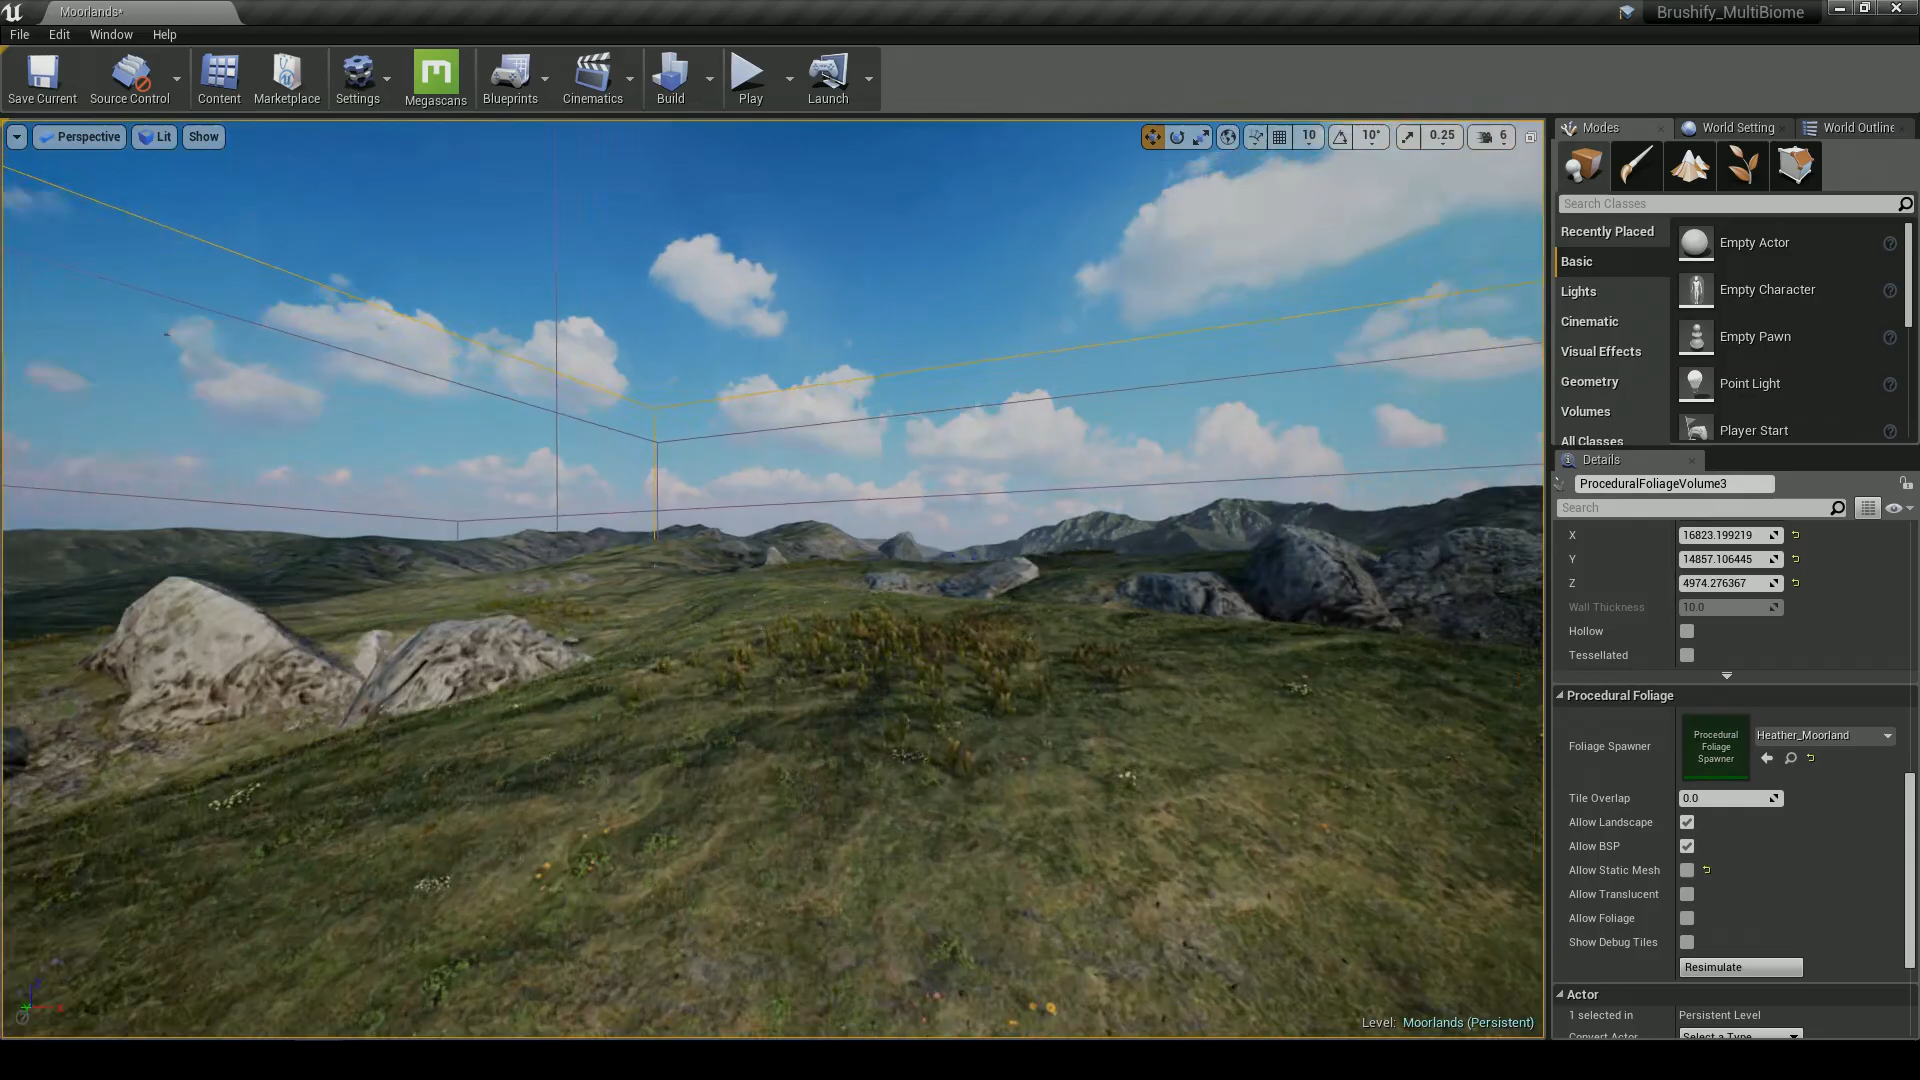 Moorlands*
Brushify_MultiBiome
File Edit Window Help
Save Current Source Control Content Marketplace Settings Megascans Blueprints Cinematics Build Play Launch
Perspective Lit Show
10 10° 0.25 6
Modes World Setting World Outline
Search Classes
Recently Placed
Basic
Lights
Cinematic
Visual Effects
Geometry
Volumes
All Classes
Empty Actor
Empty Character
Empty Pawn
Point Light
Player Start
Details
ProceduralFoliageVolume3
Search
X 16823.199219
Y 14857.106445
Z 4974.276367
Wall Thickness 10.0
Hollow
Tessellated
Procedural Foliage
Foliage Spawner
Procedural
Foliage
Spawner
Heather_Moorland
Tile Overlap 0.0
Allow Landscape
Allow BSP
Allow Static Mesh
Allow Translucent
Allow Foliage
Show Debug Tiles
Resimulate
Actor
1 selected in Persistent Level
Convert Actor Select a Type
Level: Moorlands (Persistent)